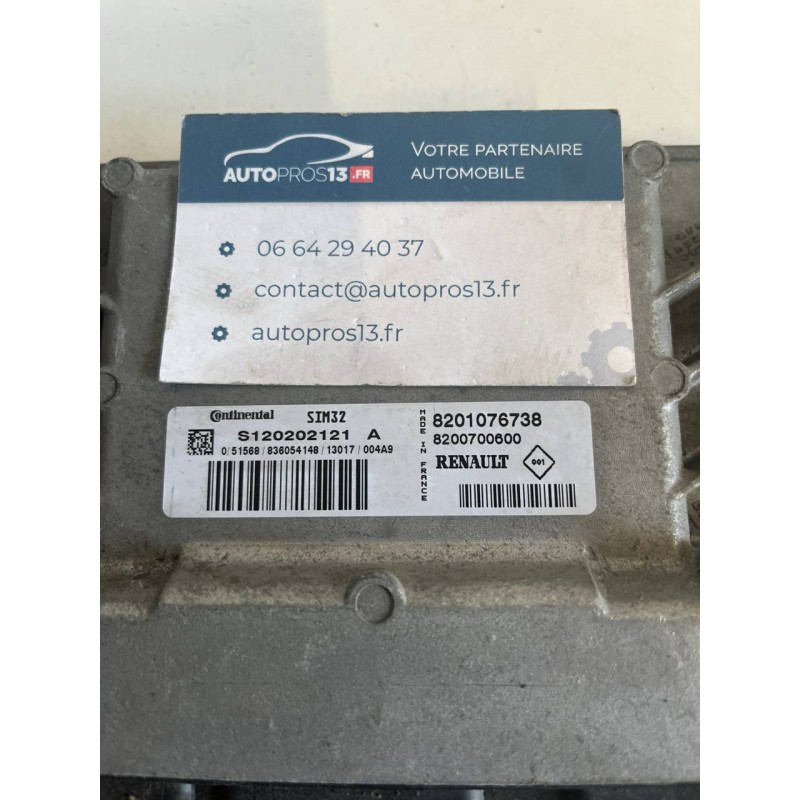 AUTOPROS13.FR
VOTRE PARTENAIRE
AUTOMOBILE
06 64 29 40 37
contact@autopros13.fr
autopros13.fr
Continental SIM32
S120202121 A
0/51568/836054148/13017/004A9
MADE IN FRANCE
8201076738
8200700600
RENAULT 001